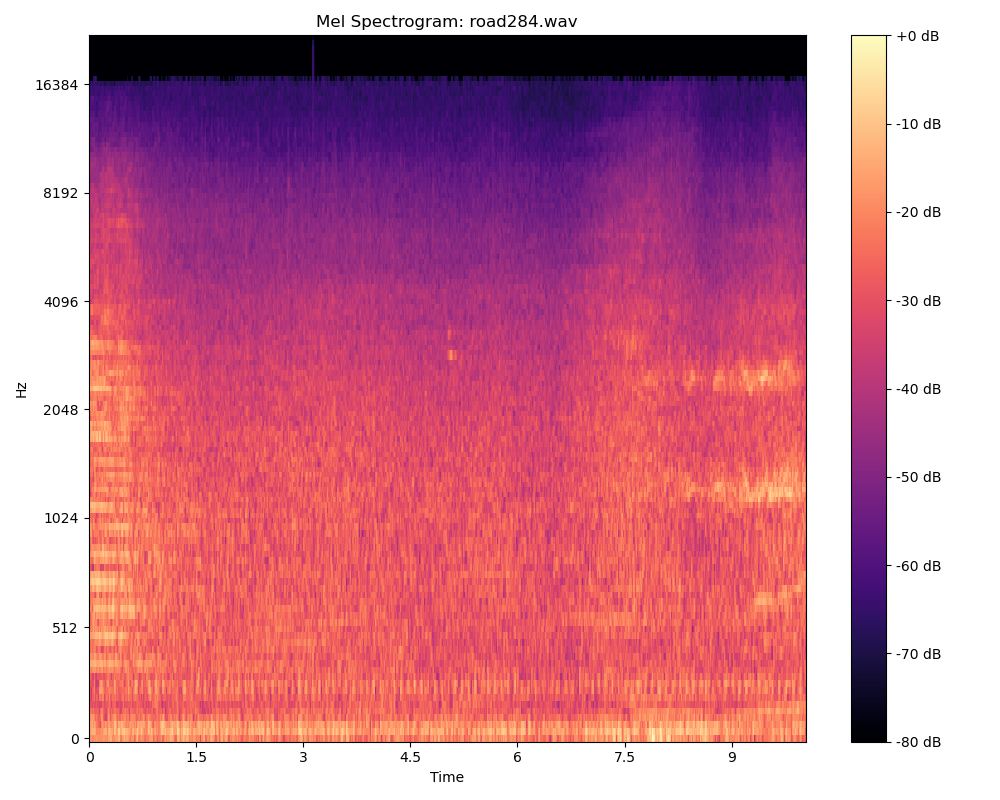 Mel Spectrogram: road284.wav
Hz
16384
8192
4096
2048
1024
512
0
0 1.5 3 4.5 6 7.5 9
Time
+0 dB
-10 dB
-20 dB
-30 dB
-40 dB
-50 dB
-60 dB
-70 dB
-80 dB